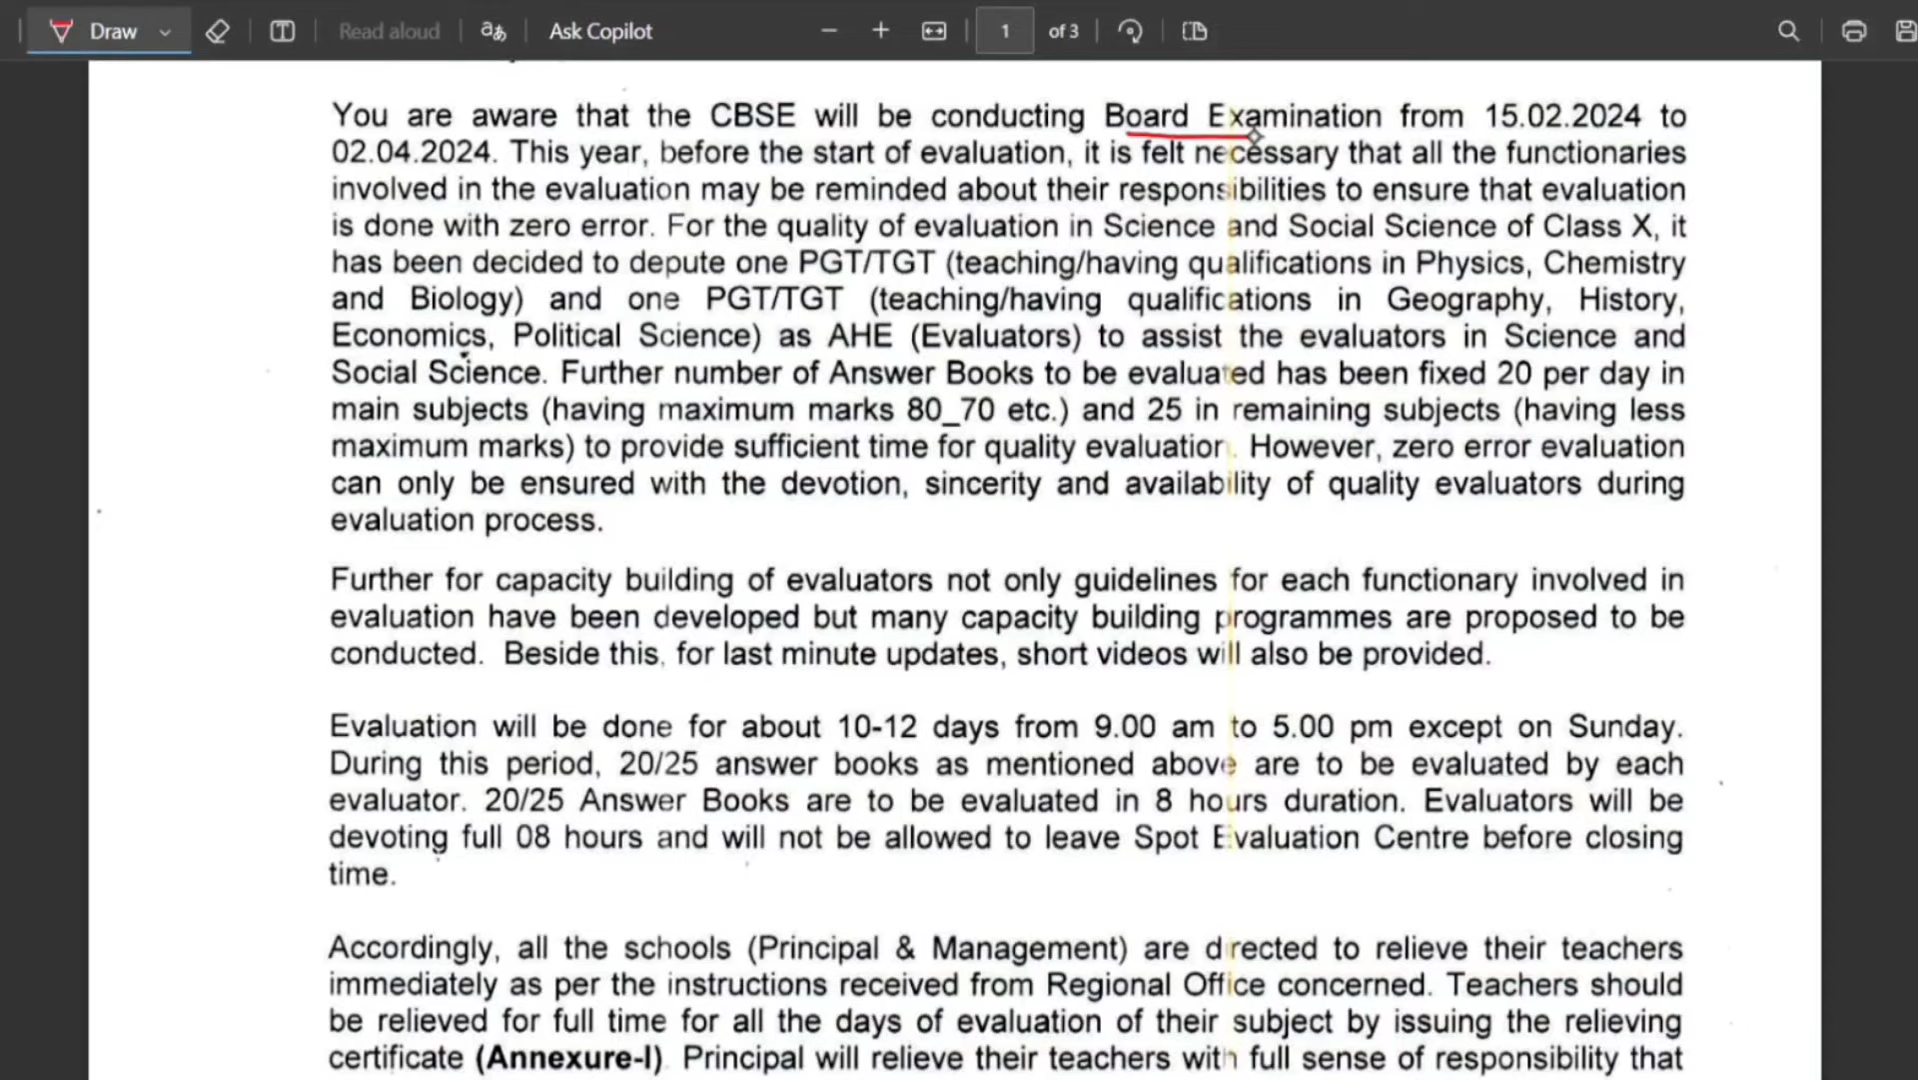 Draw
Read aloud
aあ
Ask Copilot
1
of 3
You are aware that the CBSE will be conducting Board Examination from 15.02.2024 to
02.04.2024. This year, before the start of evaluation, it is felt necessary that all the functionaries
involved in the evaluation may be reminded about their responsibilities to ensure that evaluation
is done with zero error. For the quality of evaluation in Science and Social Science of Class X, it
has been decided to depute one PGT/TGT (teaching/having qualifications in Physics, Chemistry
and Biology) and one PGT/TGT (teaching/having qualifications in Geography, History,
Economics, Political Science) as AHE (Evaluators) to assist the evaluators in Science and
Social Science. Further number of Answer Books to be evaluated has been fixed 20 per day in
main subjects (having maximum marks 80_70 etc.) and 25 in remaining subjects (having less
maximum marks) to provide sufficient time for quality evaluation. However, zero error evaluation
can only be ensured with the devotion, sincerity and availability of quality evaluators during
evaluation process.
Further for capacity building of evaluators not only guidelines for each functionary involved in
evaluation have been developed but many capacity building programmes are proposed to be
conducted. Beside this, for last minute updates, short videos will also be provided.
Evaluation will be done for about 10-12 days from 9.00 am to 5.00 pm except on Sunday.
During this period, 20/25 answer books as mentioned above are to be evaluated by each
evaluator. 20/25 Answer Books are to be evaluated in 8 hours duration. Evaluators will be
devoting full 08 hours and will not be allowed to leave Spot Evaluation Centre before closing
time.
Accordingly, all the schools (Principal & Management) are directed to relieve their teachers
immediately as per the instructions received from Regional Office concerned. Teachers should
be relieved for full time for all the days of evaluation of their subject by issuing the relieving
certificate (Annexure-I). Principal will relieve their teachers with full sense of responsibility that